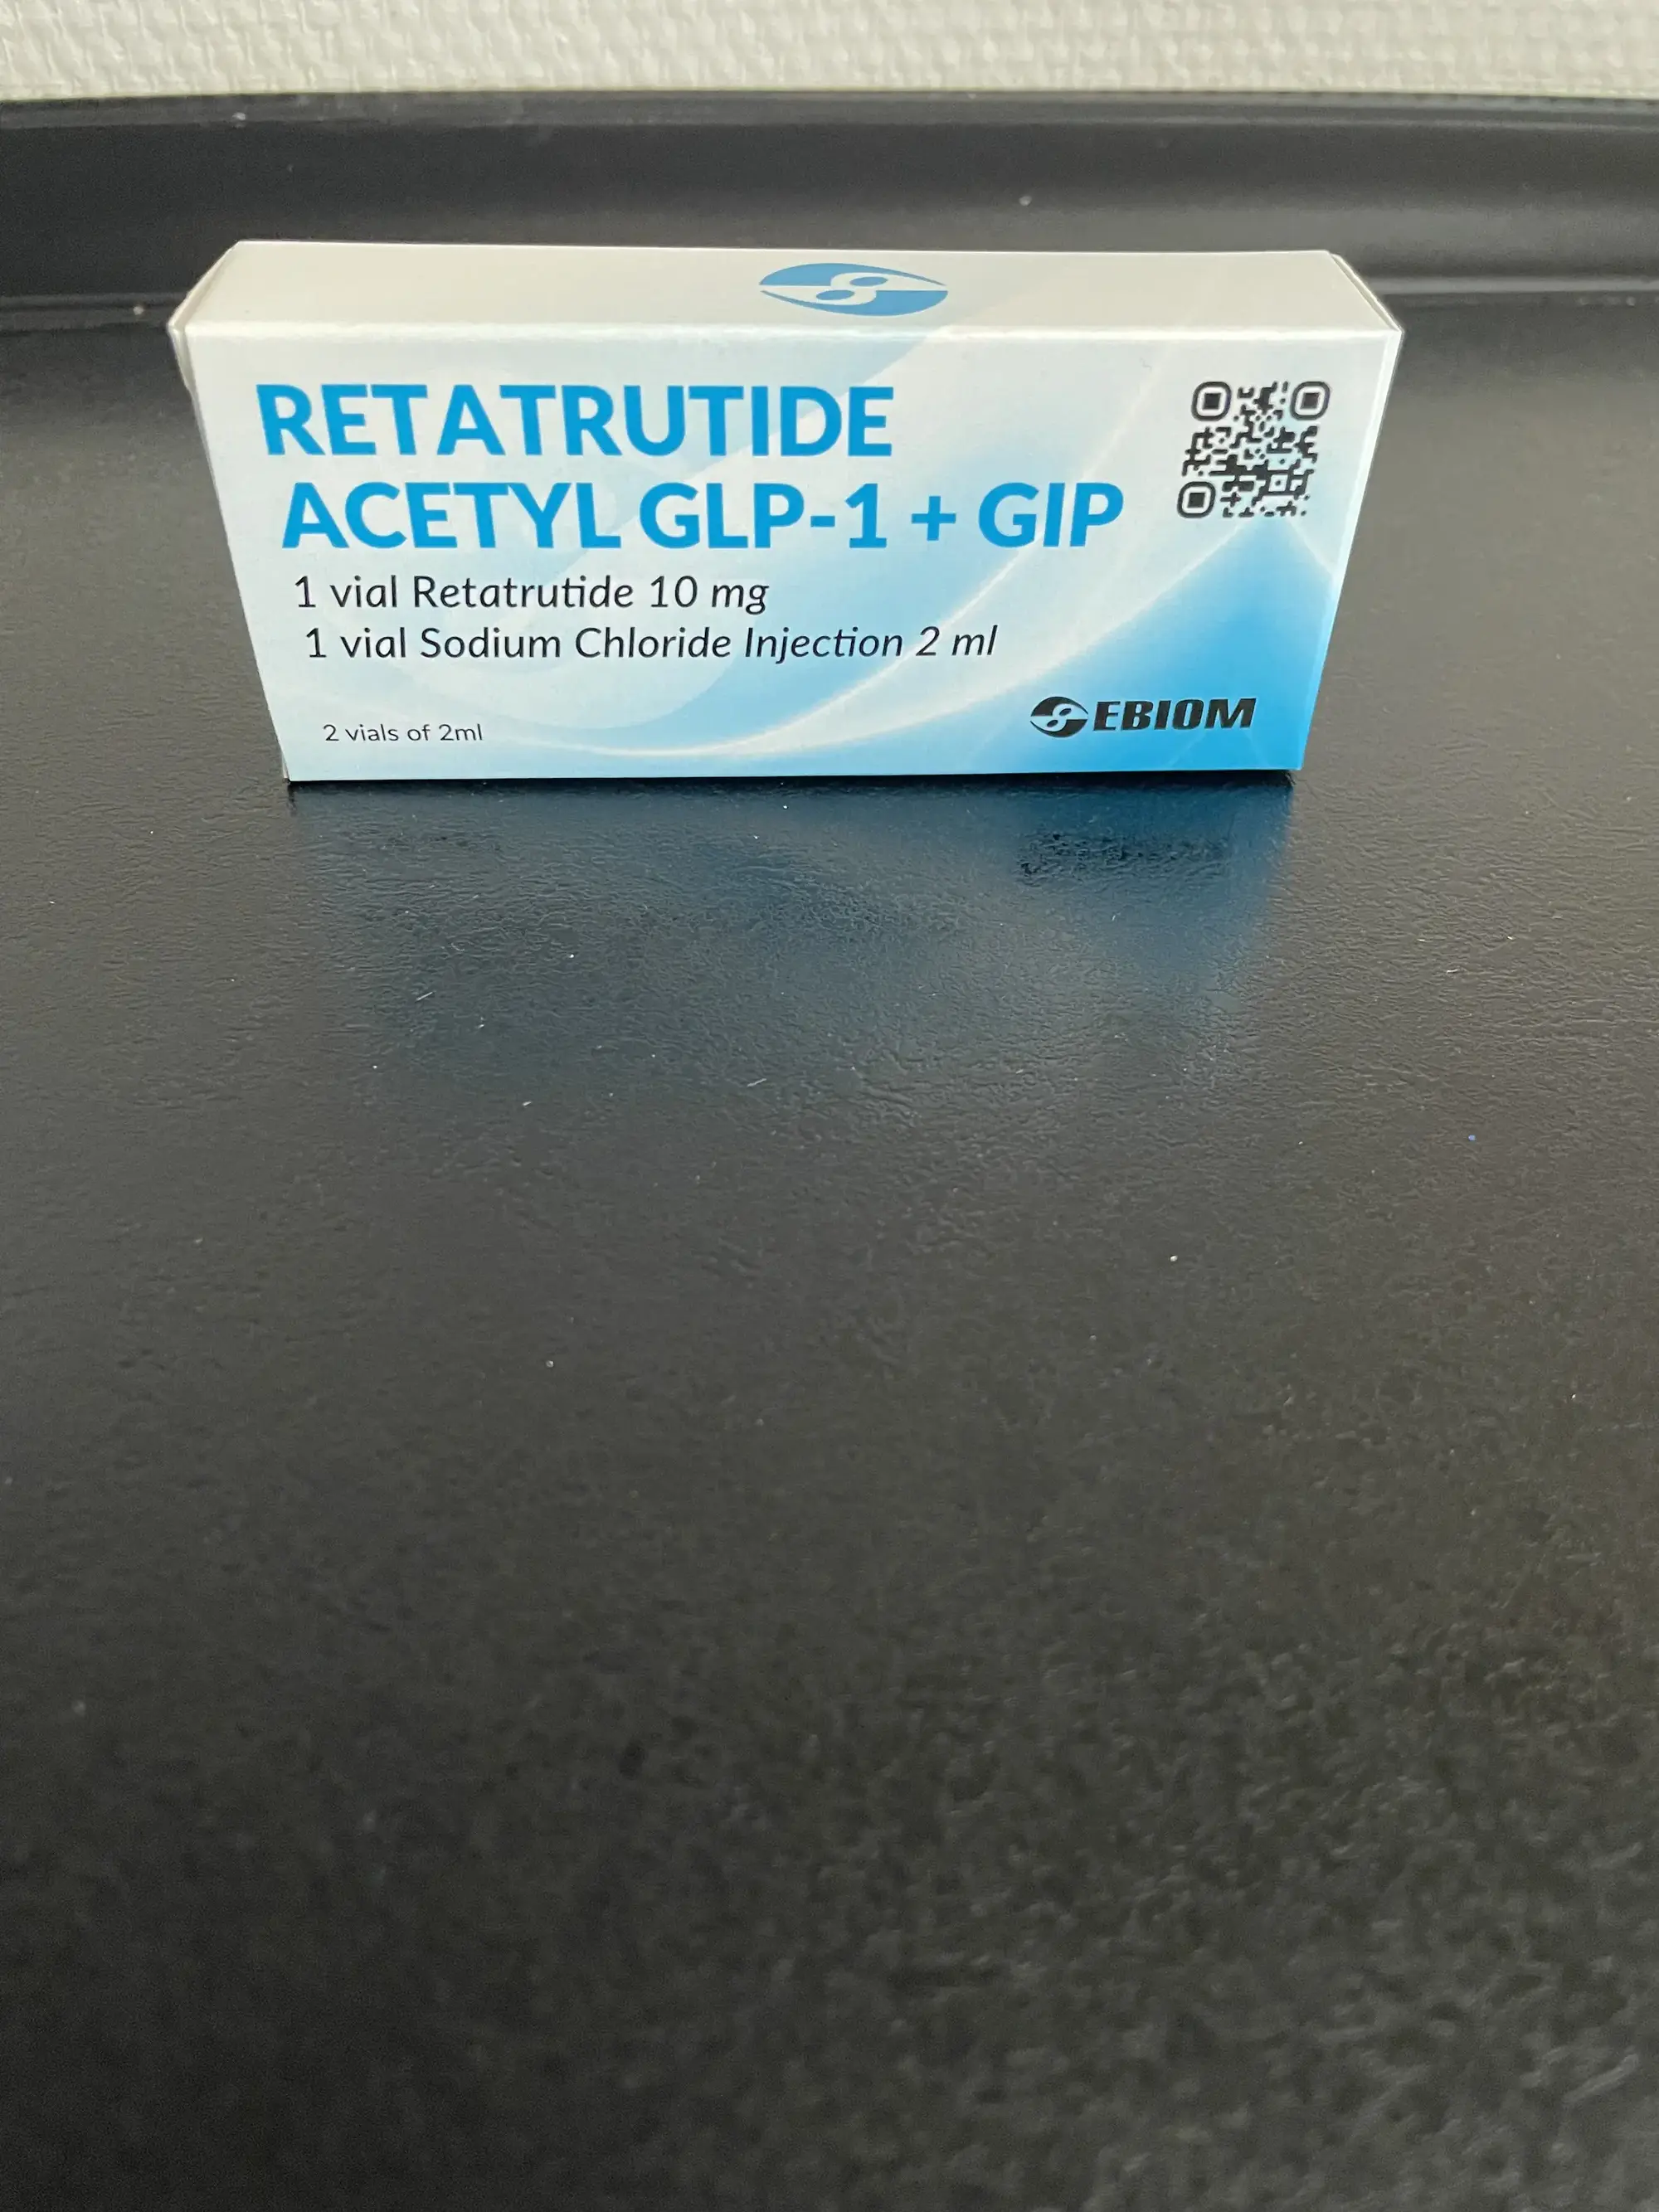 RETATRUTIDE
ACETYL GLP-1 + GIP
1 vial Retatrutide 10 mg
1 vial Sodium Chloride Injection 2 ml
2 vials of 2ml
EBIOM